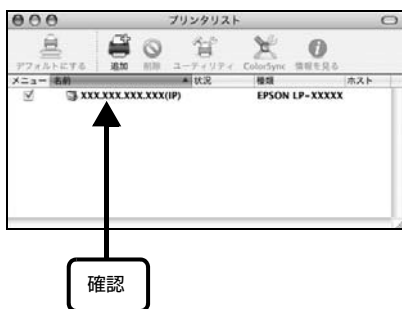 プリンタリスト
デフォルトにする 追加 削除 ユーティリティ ColorSync 情報を見る
メニュー 名前 状況 種類 ホスト
XXX.XXX.XXX.XXX(IP) EPSON LP-XXXXX
確認